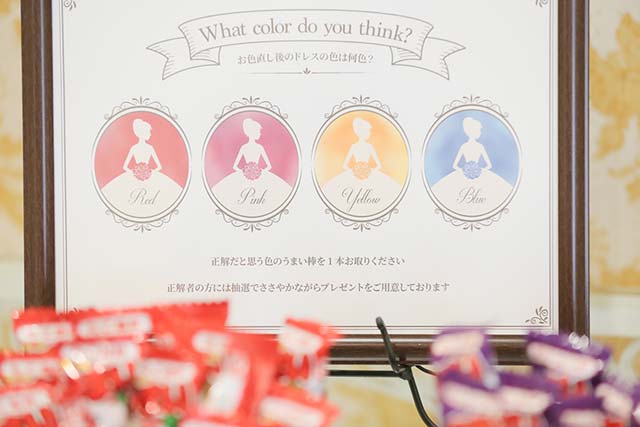 What color do you think?
お色直し後のドレスの色は何色？
Red Pink Yellow Blue
正解だと思う色のうまい棒を1本お取りください
正解者の方には抽選でささやかながらプレゼントをご用意しております